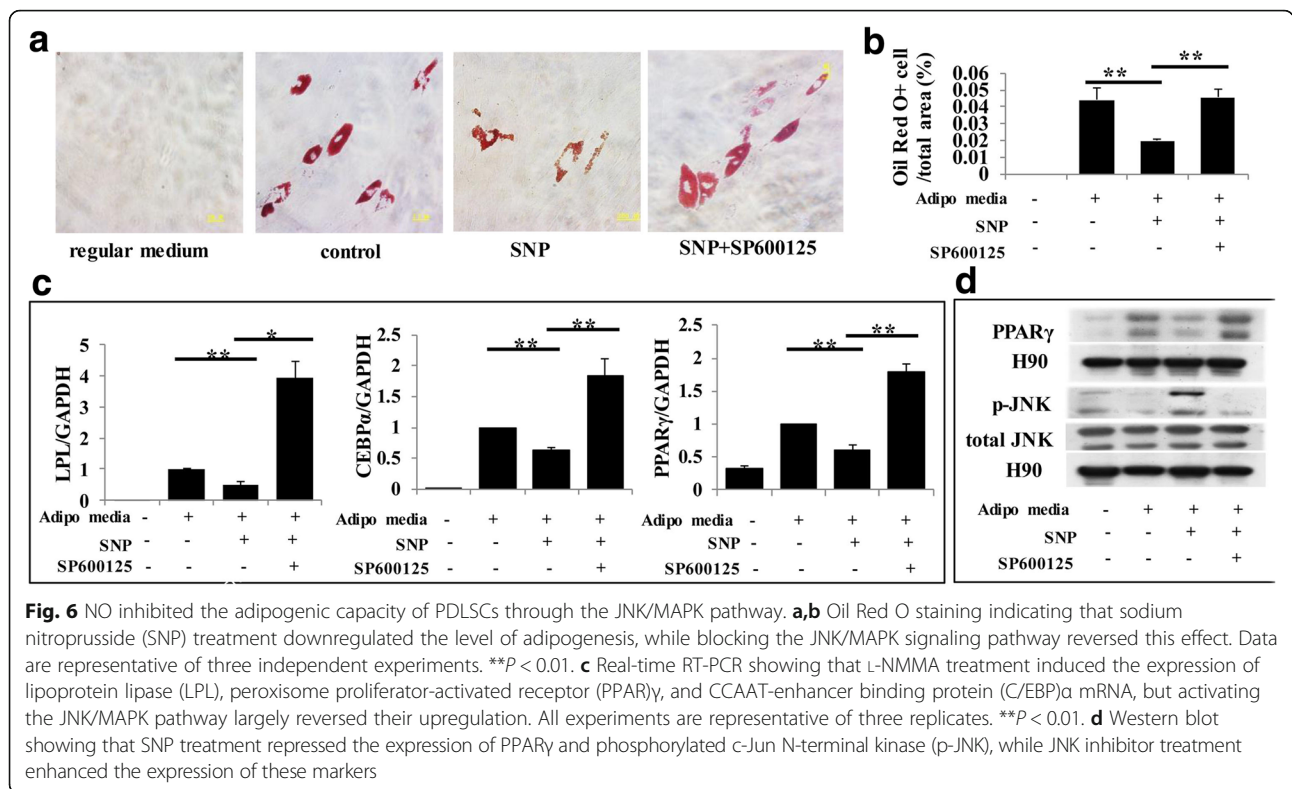 a
regular medium
control
SNP
SNP+SP600125
b
Oil Red O+ cell
/total area (%)
0.06
0.05
0.04
0.03
0.02
0.01
0
** **
Adipo media - + + +
SNP - - + +
SP600125 - - - +
c
LPL/GAPDH
5
4
3
2
1
0
** *
Adipo media - + + +
SNP - - + +
SP600125 - - - +
CEBPα/GAPDH
2.5
2
1.5
1
0.5
0
** **
Adipo media - + + +
SNP - - + +
SP600125 - - - +
PPARγ/GAPDH
2.5
2
1.5
1
0.5
0
** **
Adipo media - + + +
SNP - - + +
SP600125 - - - +
d
PPARγ
H90
p-JNK
total JNK
H90
Adipo media - + + +
SNP - - + +
SP600125 - - - +
Fig. 6 NO inhibited the adipogenic capacity of PDLSCs through the JNK/MAPK pathway. a,b Oil Red O staining indicating that sodium
nitroprusside (SNP) treatment downregulated the level of adipogenesis, while blocking the JNK/MAPK signaling pathway reversed this effect. Data
are representative of three independent experiments. **P < 0.01. c Real-time RT-PCR showing that L-NMMA treatment induced the expression of
lipoprotein lipase (LPL), peroxisome proliferator-activated receptor (PPAR)γ, and CCAAT-enhancer binding protein (C/EBP)α mRNA, but activating
the JNK/MAPK pathway largely reversed their upregulation. All experiments are representative of three replicates. **P < 0.01. d Western blot
showing that SNP treatment repressed the expression of PPARγ and phosphorylated c-Jun N-terminal kinase (p-JNK), while JNK inhibitor treatment
enhanced the expression of these markers